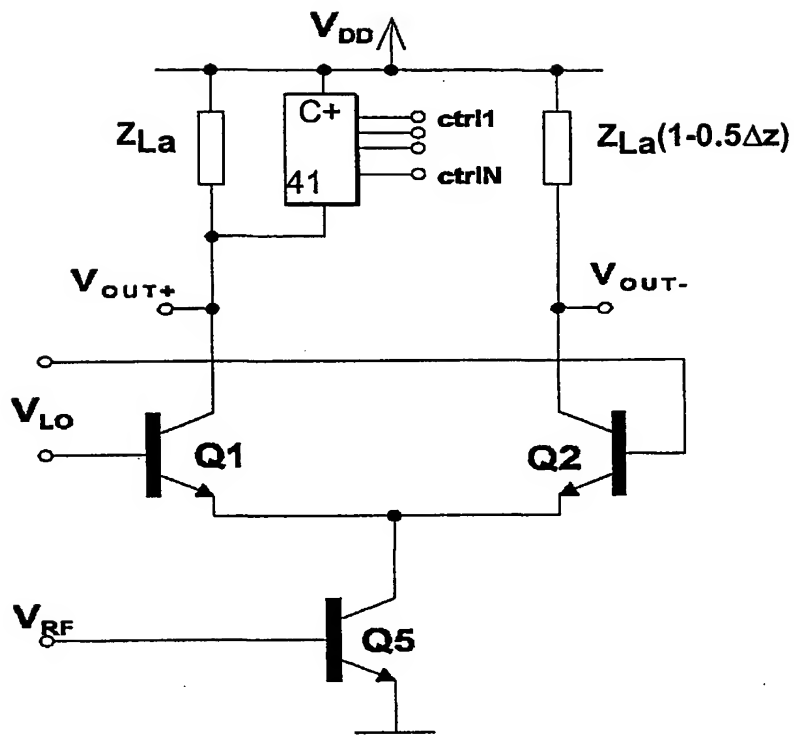 VDD
C+
ctrl1
ZLa
ZLa(1-0.5Δz)
41
ctrlN
VOUT+
VOUT-
VLO
Q1
Q2
VRF
Q5